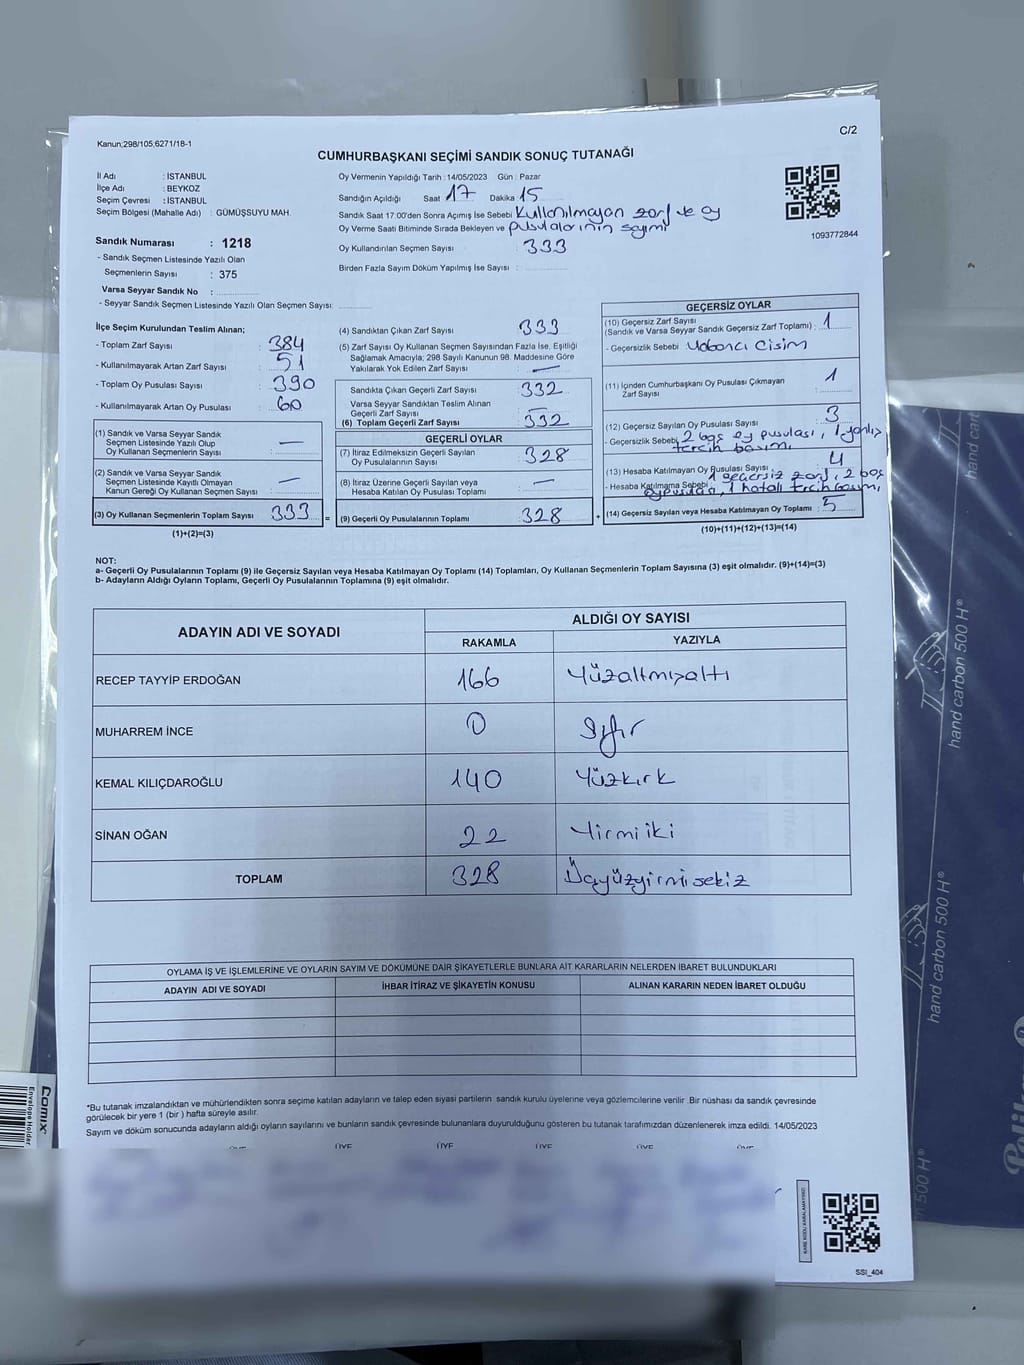 C/2
Kanun;298/105;6271/18-1
CUMHURBAŞKANI SEÇİMİ SANDIK SONUÇ TUTANAĞI
İl Adı : İSTANBUL
İlçe Adı : BEYKOZ
Seçim Çevresi : İSTANBUL
Seçim Bölgesi (Mahalle Adı) : GÜMÜŞSUYU MAH.
Sandık Numarası : 1218
- Sandık Seçmen Listesinde Yazılı Olan
Seçmenlerin Sayısı : 375
Varsa Seyyar Sandık No :
- Seyyar Sandık Seçmen Listesinde Yazılı Olan Seçmen Sayısı:
Oy Vermenin Yapıldığı Tarih : 14/05/2023 Gün : Pazar
Sandığın Açıldığı Saat 17 Dakika 15
Sandık Saat 17:00'den Sonra Açımış İse Sebebi Kullanılmayan zarf ve oy
Oy Verme Saati Bitiminde Sırada Bekleyen ve pusulalarının sayımı
Oy Kullandırılan Seçmen Sayısı : 333
Birden Fazla Sayım Döküm Yapılmış İse Sayısı :
1093772844
İlçe Seçim Kurulundan Teslim Alınan;
- Toplam Zarf Sayısı : 384
- Kullanılmayarak Artan Zarf Sayısı : 51
- Toplam Oy Pusulası Sayısı : 390
- Kullanılmayarak Artan Oy Pusulası : 60
(1) Sandık ve Varsa Seyyar Sandık
Seçmen Listesinde Yazılı Olup
Oy Kullanan Seçmenlerin Sayısı : —
(2) Sandık ve Varsa Seyyar Sandık
Seçmen Listesinde Kayıtlı Olmayan
Kanun Gereği Oy Kullanan Seçmen Sayısı : —
(3) Oy Kullanan Seçmenlerin Toplam Sayısı : 333 =
(1)+(2)=(3)
(4) Sandıktan Çıkan Zarf Sayısı : 333
(5) Zarf Sayısı Oy Kullanan Seçmen Sayısından Fazla İse, Eşitliği
Sağlamak Amacıyla; 298 Sayılı Kanunun 98. Maddesine Göre
Yakılarak Yok Edilen Zarf Sayısı : —
Sandıkta Çıkan Geçerli Zarf Sayısı : 332
Varsa Seyyar Sandıktan Teslim Alınan
Geçerli Zarf Sayısı : —
(6) Toplam Geçerli Zarf Sayısı : 332
GEÇERLİ OYLAR
(7) İtiraz Edilmeksizin Geçerli Sayılan
Oy Pusulalarının Sayısı : 328
(8) İtiraz Üzerine Geçerli Sayılan veya
Hesaba Katılan Oy Pusulası Toplamı : —
(9) Geçerli Oy Pusulalarının Toplamı : 328 +
GEÇERSİZ OYLAR
(10) Geçersiz Zarf Sayısı
(Sandık ve Varsa Seyyar Sandık Geçersiz Zarf Toplamı) : 1
- Geçersizlik Sebebi : Yabancı Cisim
(11) İçinden Cumhurbaşkanı Oy Pusulası Çıkmayan
Zarf Sayısı : 1
(12) Geçersiz Sayılan Oy Pusulası Sayısı : 3
- Geçersizlik Sebebi 2 boş oy pusulası, 1 yanlış
tercih basımı
(13) Hesaba Katılmayan Oy Pusulası Sayısı : 4
- Hesaba Katılmama Sebebi 1 geçersiz zarf, 2 boş
oy pusulası, 1 hatalı tercih basımı
(14) Geçersiz Sayılan veya Hesaba Katılmayan Oy Toplamı : 5
(10)+(11)+(12)+(13)=(14)
NOT:
a- Geçerli Oy Pusulalarının Toplamı (9) ile Geçersiz Sayılan veya Hesaba Katılmayan Oy Toplamı (14) Toplamları, Oy Kullanan Seçmenlerin Toplam Sayısına (3) eşit olmalıdır. (9)+(14)=(3)
b- Adayların Aldığı Oyların Toplamı, Geçerli Oy Pusulalarının Toplamına (9) eşit olmalıdır.
ADAYIN ADI VE SOYADI ALDIĞI OY SAYISI
RAKAMLA YAZIYLA
RECEP TAYYİP ERDOĞAN 166 Yüzaltmışaltı
MUHARREM İNCE 0 Sıfır
KEMAL KILIÇDAROĞLU 140 Yüzkırk
SİNAN OĞAN 22 Yirmi iki
TOPLAM 328 Üçyüzyirmisekiz
OYLAMA İŞ VE İŞLEMLERİNE VE OYLARIN SAYIM VE DÖKÜMÜNE DAİR ŞİKAYETLERLE BUNLARA AİT KARARLARIN NELERDEN İBARET BULUNDUKLARI
ADAYIN ADI VE SOYADI İHBAR İTİRAZ VE ŞİKAYETİN KONUSU ALINAN KARARIN NEDEN İBARET OLDUĞU
*Bu tutanak imzalandıktan ve mühürlendikten sonra seçime katılan adayların ve talep eden siyasi partilerin sandık kurulu üyelerine veya gözlemcilerine verilir .Bir nüshası da sandık çevresinde
görülecek bir yere 1 (bir ) hafta süreyle asılır.
Sayım ve döküm sonucunda adayların aldığı oyların sayılarını ve bunların sandık çevresinde bulunanlara duyurulduğunu gösteren bu tutanak tarafımızdan düzenlenerek imza edildi. 14/05/2023
ÜYE ÜYE ÜYE ÜYE
KARE KODU KARALAMAYINIZ!
SSI_404
hand carbon 500 H®
hand carbon 500 H®
hand cart
n 500 H®
comix
Envelope Holder